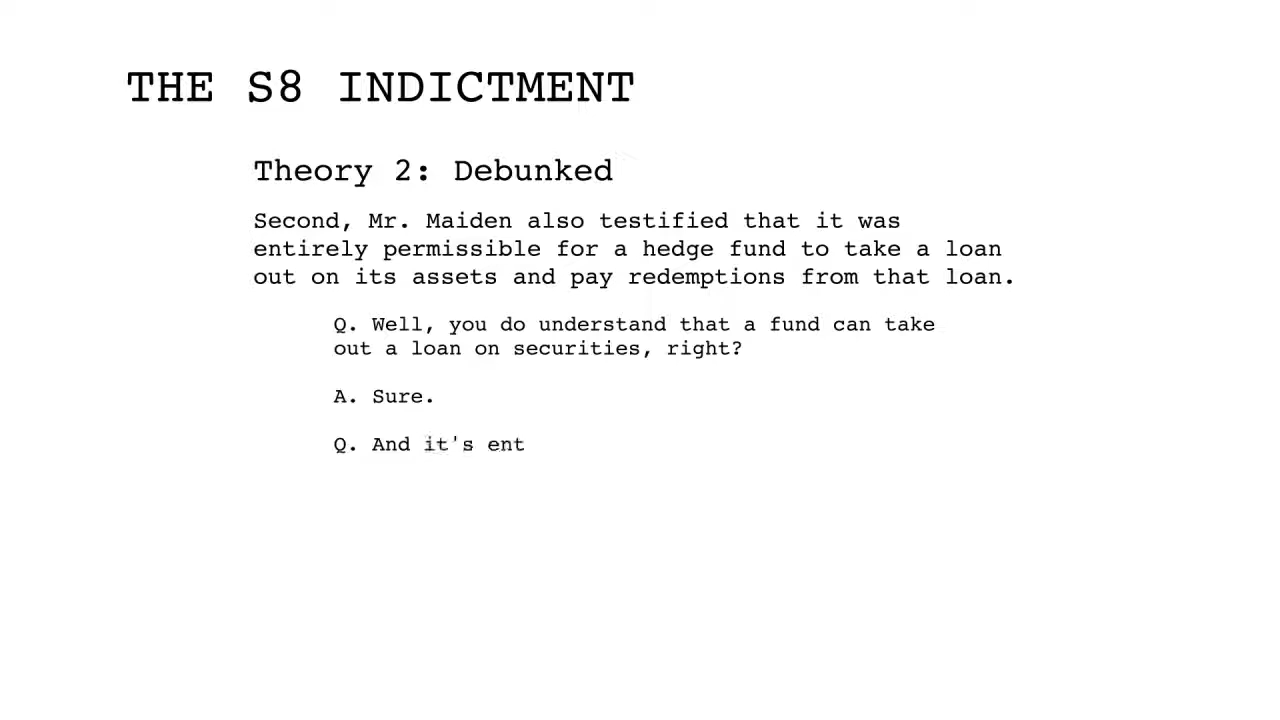 THE S8 INDICTMENT
Theory 2: Debunked
Second, Mr. Maiden also testified that it was
entirely permissible for a hedge fund to take a loan
out on its assets and pay redemptions from that loan.
Q. Well, you do understand that a fund can take
out a loan on securities, right?
A. Sure.
Q. And it's ent